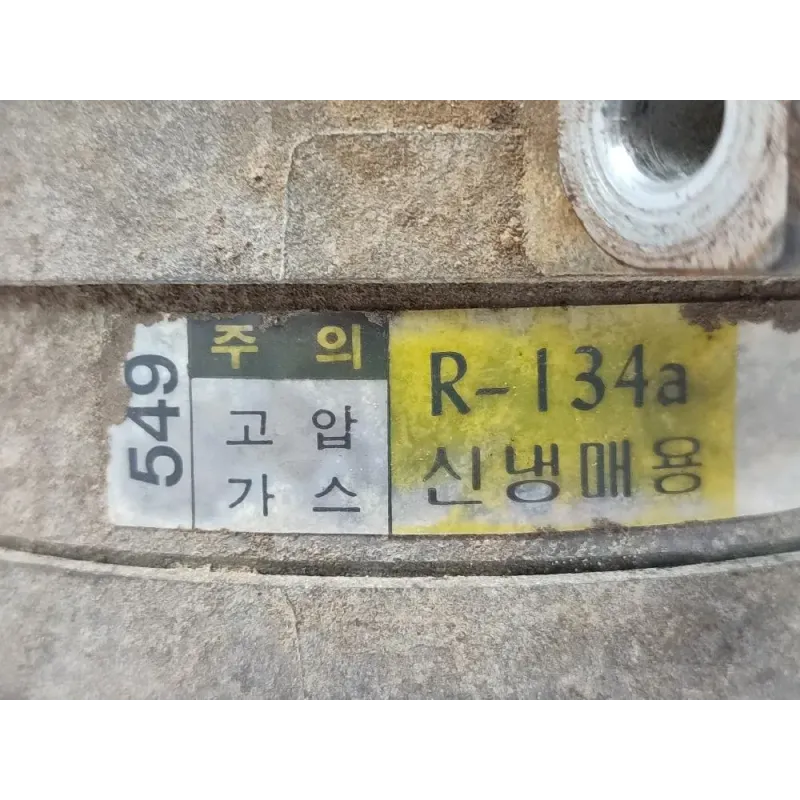 549
주 의
고 압
가 스
R-134a
신냉매용